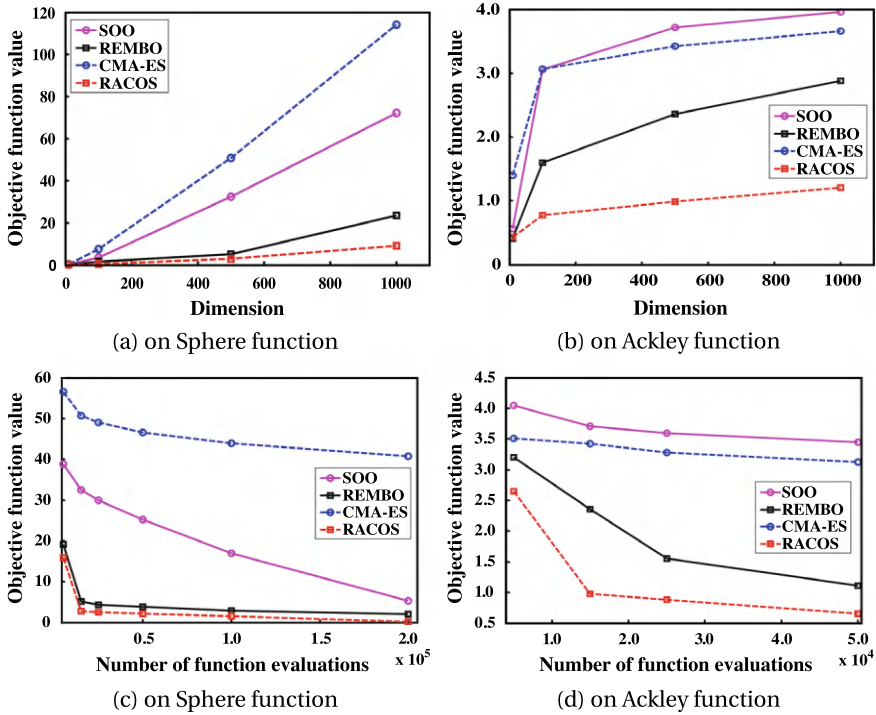 Objective function value
120
100
80
60
40
20
0
SOO
REMBO
CMA-ES
RACOS
0 200 400 600 800 1000
Dimension
(a) on Sphere function
Objective function value
4.0
3.0
2.0
1.0
0
SOO
REMBO
CMA-ES
RACOS
0 200 400 600 800 1000
Dimension
(b) on Ackley function
Objective function value
60
50
40
30
20
10
0
SOO
REMBO
CMA-ES
RACOS
0.5 1.0 1.5 2.0
x 10⁵
Number of function evaluations
(c) on Sphere function
Objective function value
4.5
4.0
3.5
3.0
2.5
2.0
1.5
1.0
0.5
SOO
REMBO
CMA-ES
RACOS
1.0 2.0 3.0 4.0 5.0
x 10⁴
Number of function evaluations
(d) on Ackley function